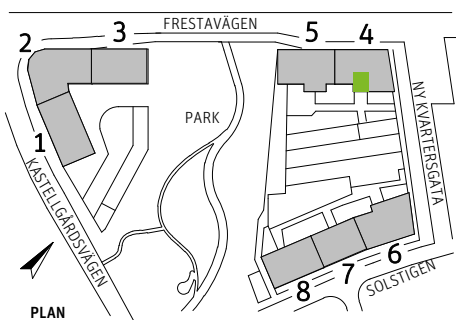 FRESTAVÄGEN
2
3
5
4
PARK
NY KVARTERSGATA
1
KASTELLGÅRDSVÄGEN
6
7
8
SOLSTIGEN
PLAN